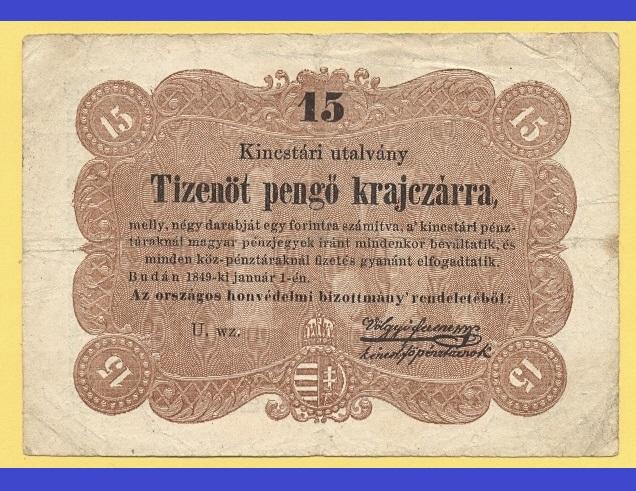 15
15 15
Kincstári utalvány
Tizenöt pengő krajczárra,
melly, négy darabját egy forintra számítva, a' kincstári pénz-
táraknál magyar pénzjegyek iránt mindenkor beváltatik, és
minden köz-pénztáraknál fizetés gyanánt elfogadtatik.
Budán 1849-ki január 1-én.
Az országos honvédelmi bizottmány' rendeletéből:
U. wz.
15 15